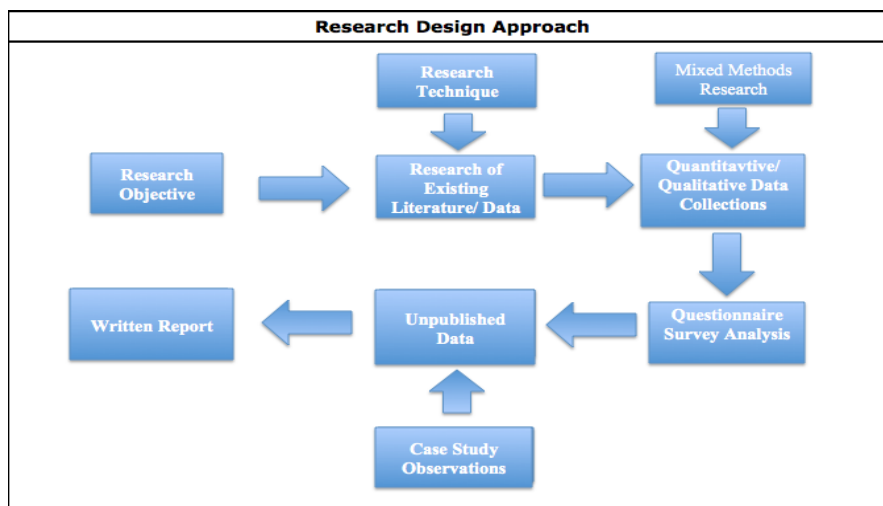 Research Design Approach
Research
Technique
Mixed Methods
Research
Research
Objective
Research of
Existing
Literature/ Data
Quantitavtive/
Qualitative Data
Collections
Written Report
Unpublished
Data
Questionnaire
Survey Analysis
Case Study
Observations